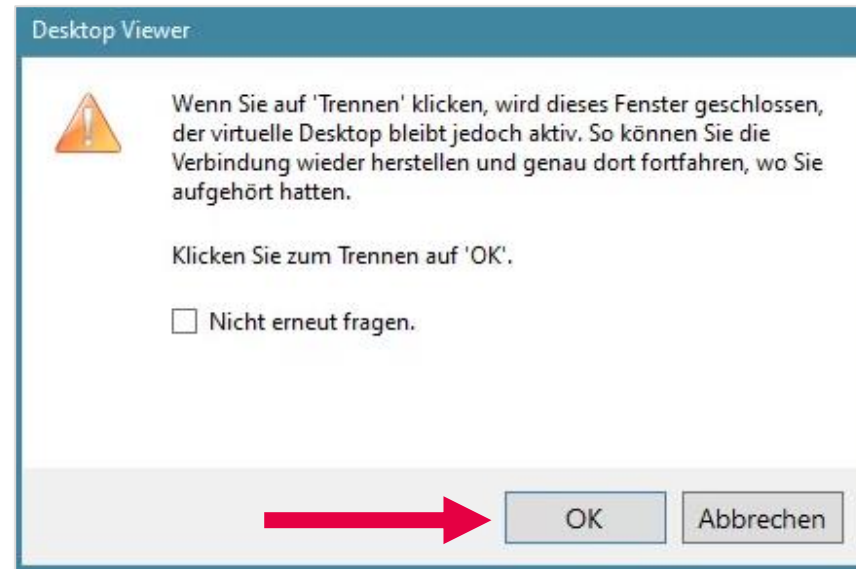 Desktop Viewer
Wenn Sie auf 'Trennen' klicken, wird dieses Fenster geschlossen,
der virtuelle Desktop bleibt jedoch aktiv. So können Sie die
Verbindung wieder herstellen und genau dort fortfahren, wo Sie
aufgehört hatten.
Klicken Sie zum Trennen auf 'OK'.
Nicht erneut fragen.
OK
Abbrechen